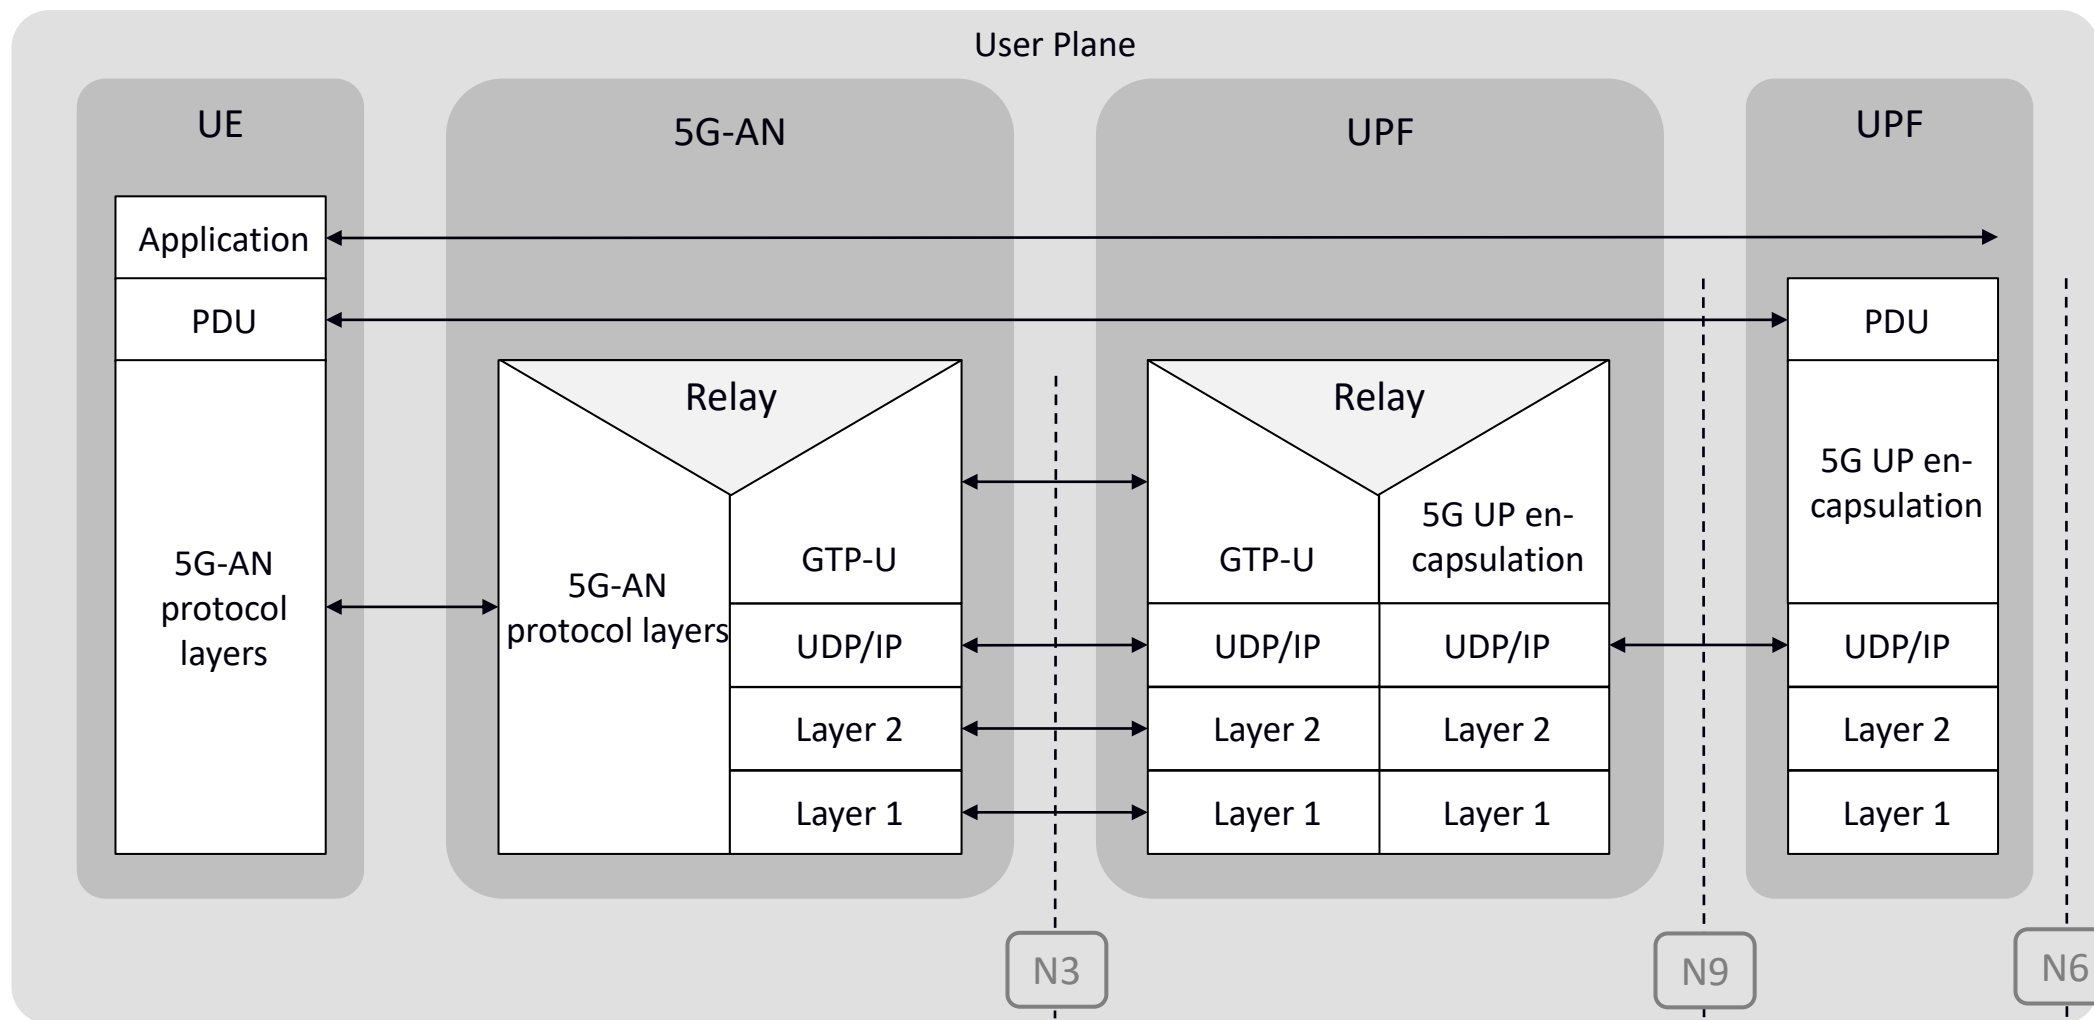 User Plane
UE
5G-AN
UPF
UPF
Application
PDU
PDU
Relay
Relay
5G UP en-
capsulation
5G-AN
protocol
layers
5G-AN
protocol layers
GTP-U
GTP-U
5G UP en-
capsulation
UDP/IP
UDP/IP
UDP/IP
UDP/IP
Layer 2
Layer 2
Layer 2
Layer 2
Layer 1
Layer 1
Layer 1
Layer 1
N3
N9
N6